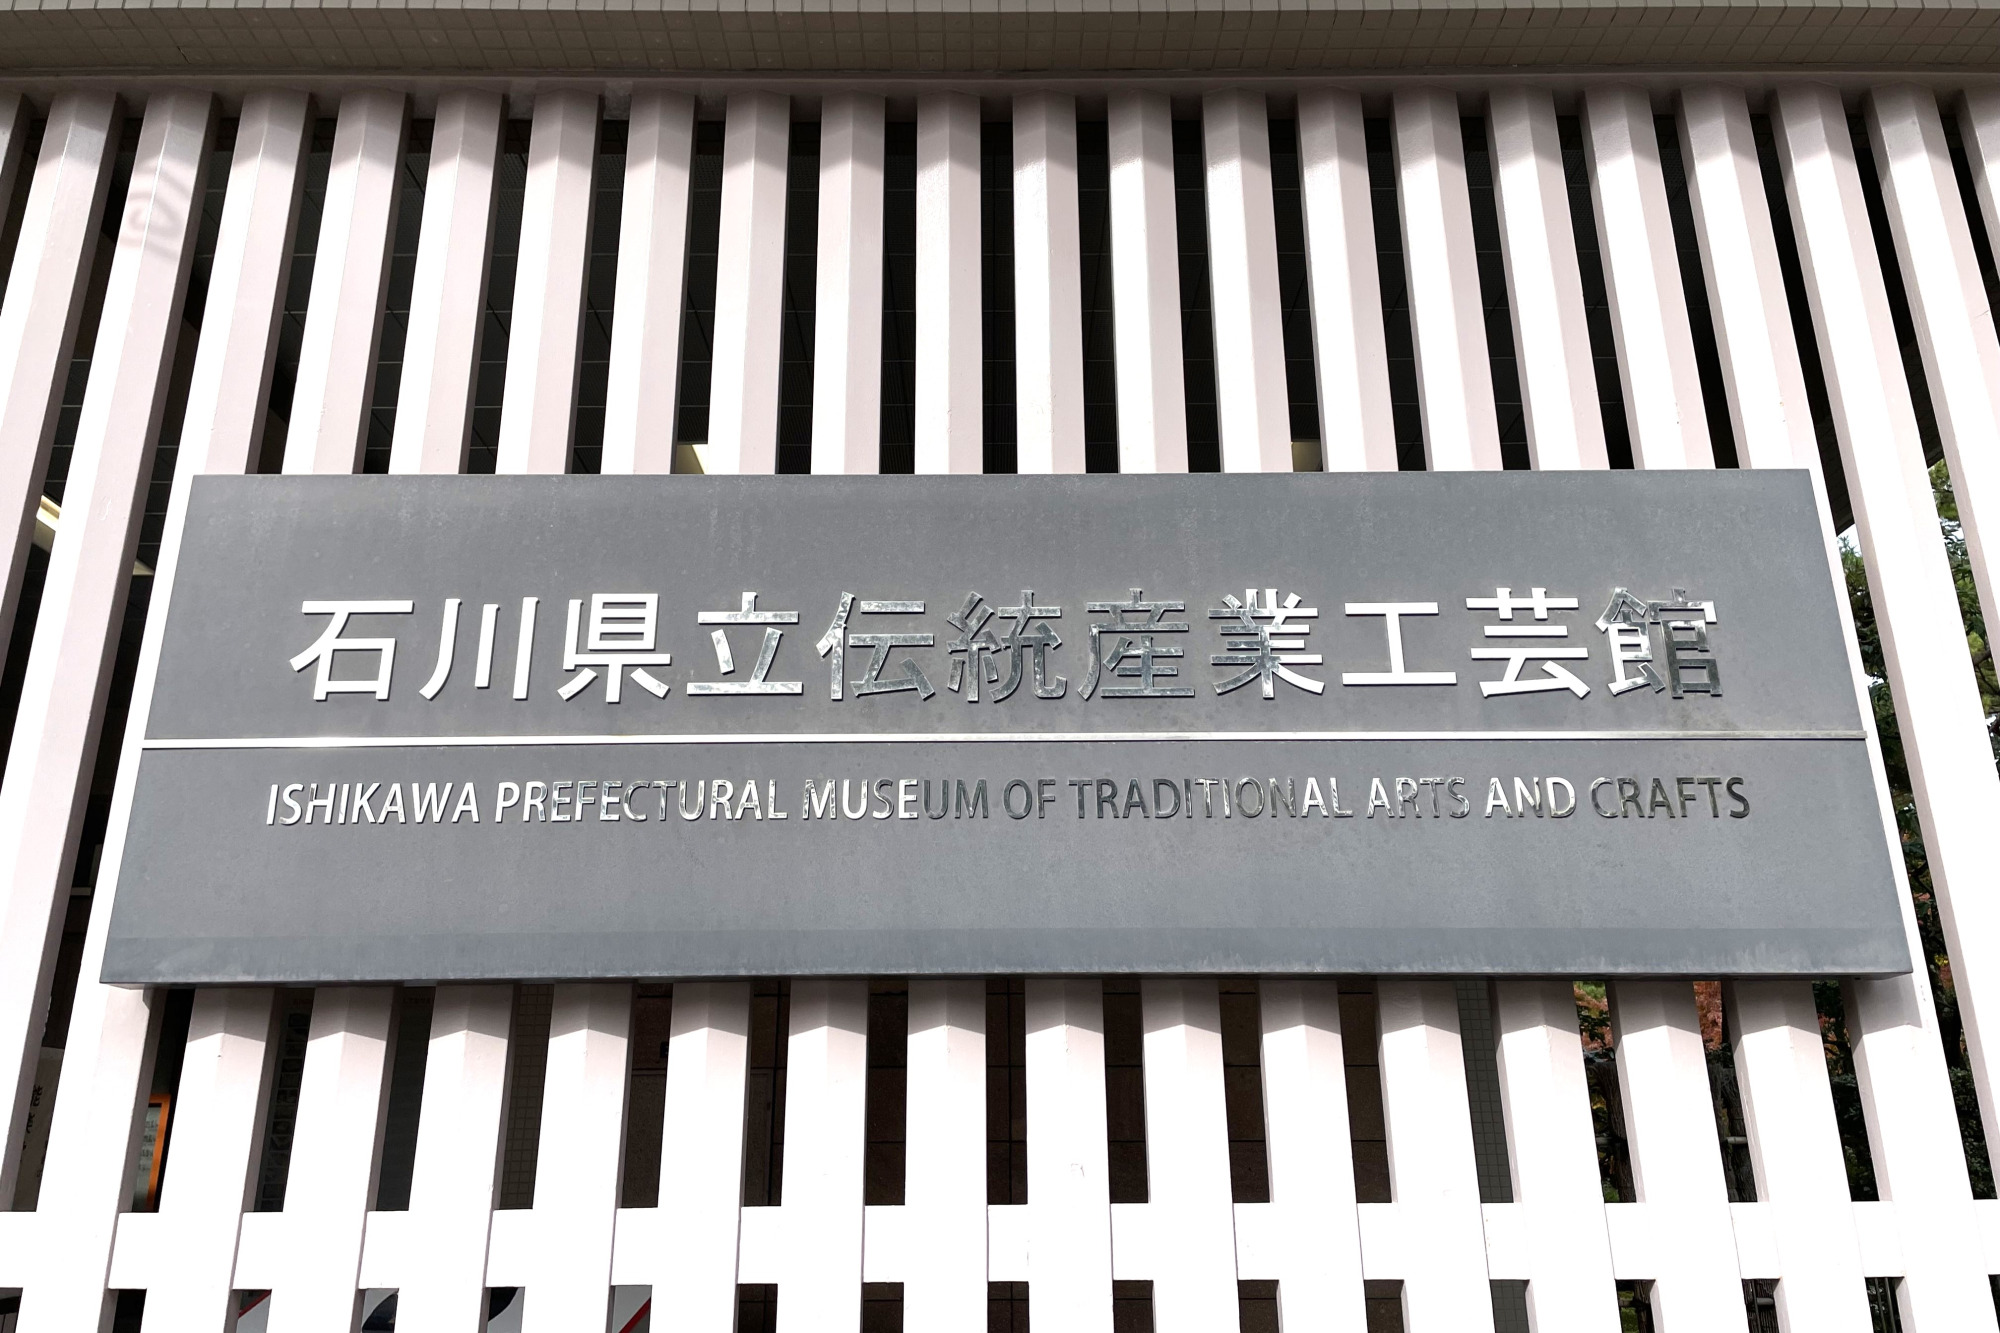 石川県立伝統産業工芸館
ISHIKAWA PREFECTURAL MUSEUM OF TRADITIONAL ARTS AND CRAFTS